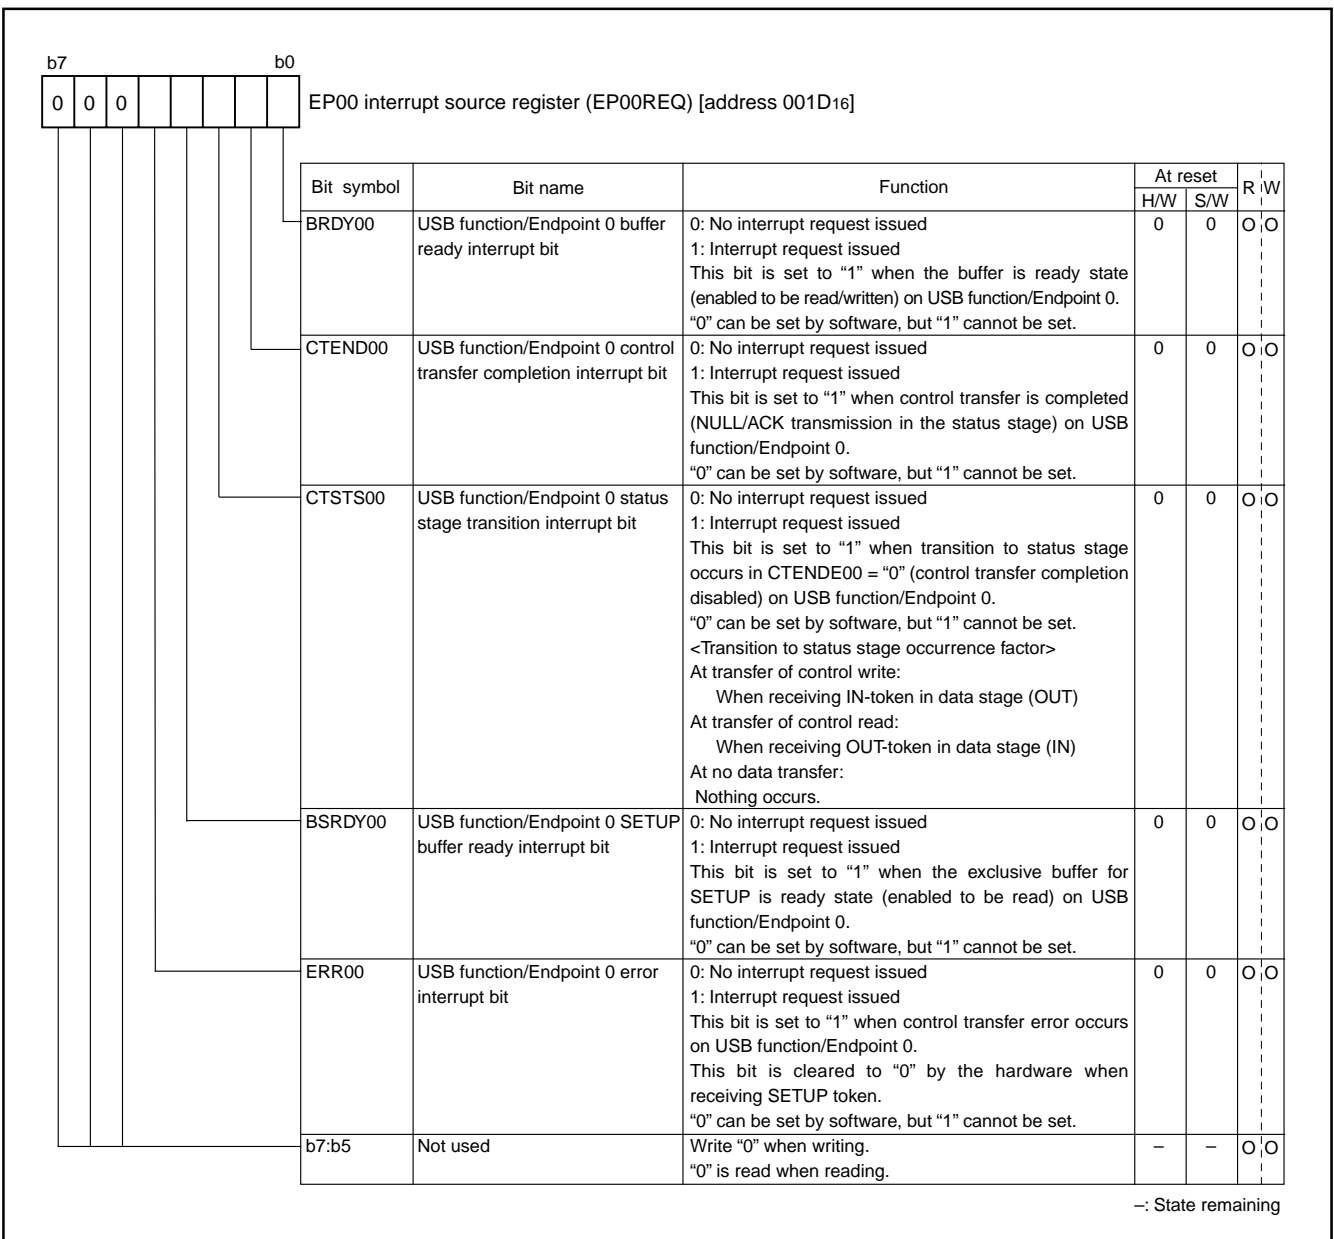 b7 b0
0 0 0
EP00 interrupt source register (EP00REQ) [address 001D16]
Bit symbol Bit name Function At reset R W
H/W S/W
BRDY00 USB function/Endpoint 0 buffer 0: No interrupt request issued 0 0 O O
ready interrupt bit 1: Interrupt request issued
This bit is set to “1” when the buffer is ready state
(enabled to be read/written) on USB function/Endpoint 0.
“0” can be set by software, but “1” cannot be set.
CTEND00 USB function/Endpoint 0 control 0: No interrupt request issued 0 0 O O
transfer completion interrupt bit 1: Interrupt request issued
This bit is set to “1” when control transfer is completed
(NULL/ACK transmission in the status stage) on USB
function/Endpoint 0.
“0” can be set by software, but “1” cannot be set.
CTSTS00 USB function/Endpoint 0 status 0: No interrupt request issued 0 0 O O
stage transition interrupt bit 1: Interrupt request issued
This bit is set to “1” when transition to status stage
occurs in CTENDE00 = “0” (control transfer completion
disabled) on USB function/Endpoint 0.
“0” can be set by software, but “1” cannot be set.
<Transition to status stage occurrence factor>
At transfer of control write:
When receiving IN-token in data stage (OUT)
At transfer of control read:
When receiving OUT-token in data stage (IN)
At no data transfer:
Nothing occurs.
BSRDY00 USB function/Endpoint 0 SETUP 0: No interrupt request issued 0 0 O O
buffer ready interrupt bit 1: Interrupt request issued
This bit is set to “1” when the exclusive buffer for
SETUP is ready state (enabled to be read) on USB
function/Endpoint 0.
“0” can be set by software, but “1” cannot be set.
ERR00 USB function/Endpoint 0 error 0: No interrupt request issued 0 0 O O
interrupt bit 1: Interrupt request issued
This bit is set to “1” when control transfer error occurs
on USB function/Endpoint 0.
This bit is cleared to “0” by the hardware when
receiving SETUP token.
“0” can be set by software, but “1” cannot be set.
b7:b5 Not used Write “0” when writing. – – O O
“0” is read when reading.
–: State remaining